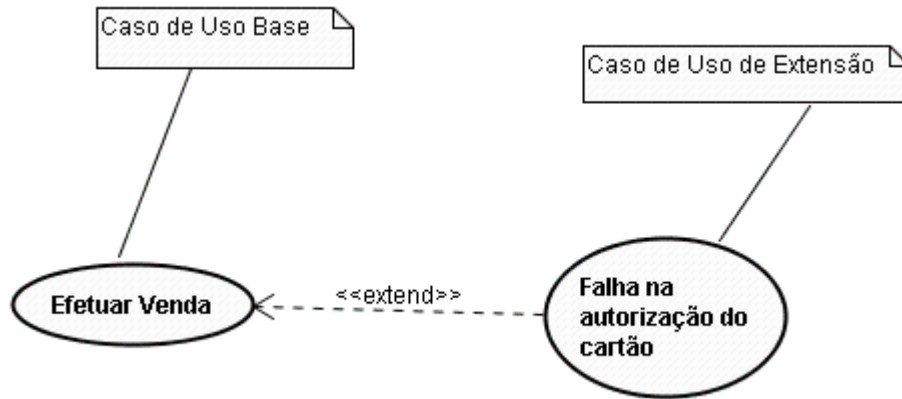 Caso de Uso Base
Caso de Uso de Extensão
Efetuar Venda
<<extend>>
Falha na
autorização do
cartão